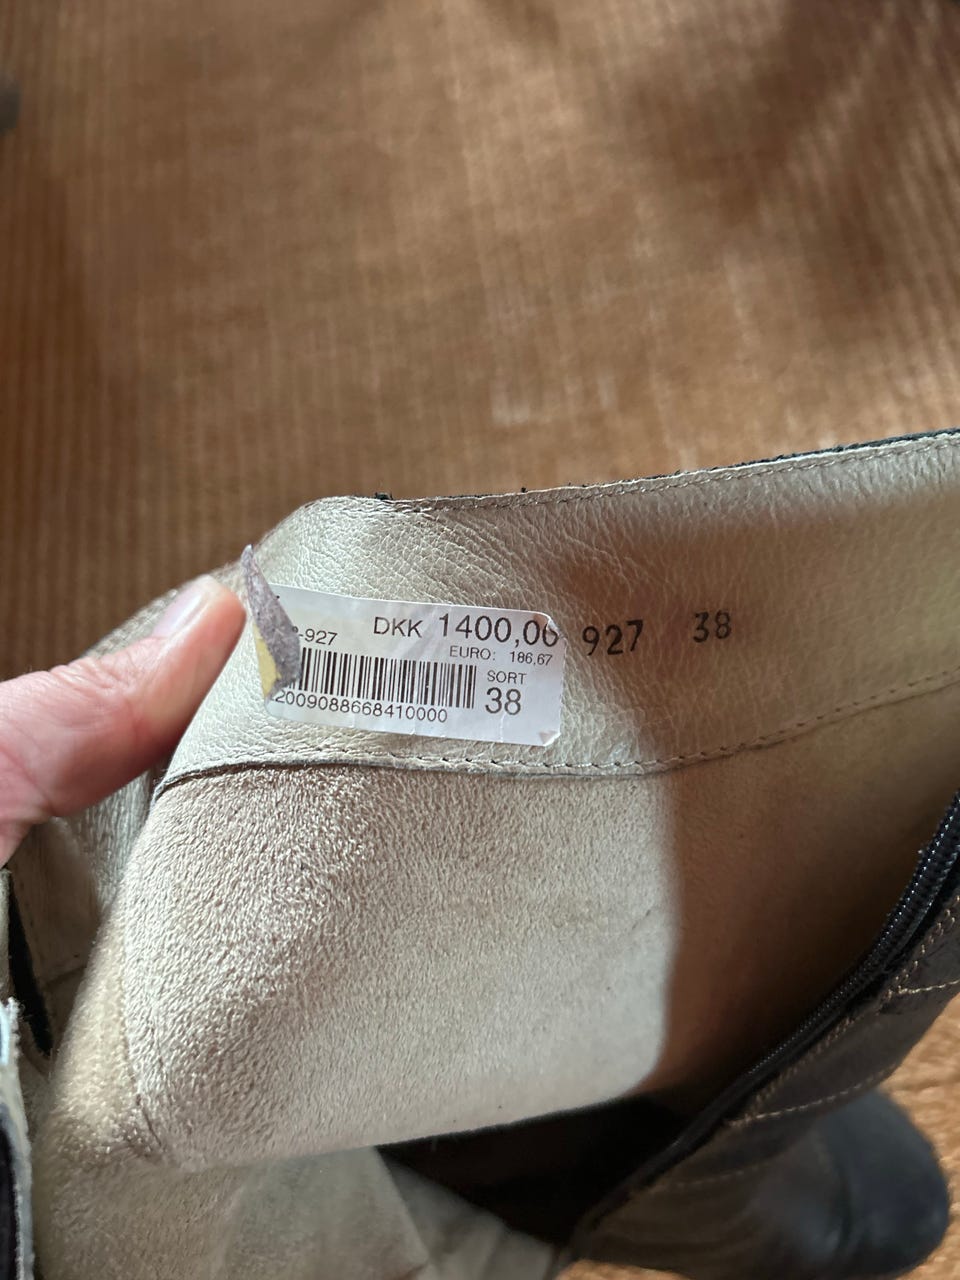 DKK 1400,00 927 38
-927
EURO: 186,67
SORT
38
2009088668410000